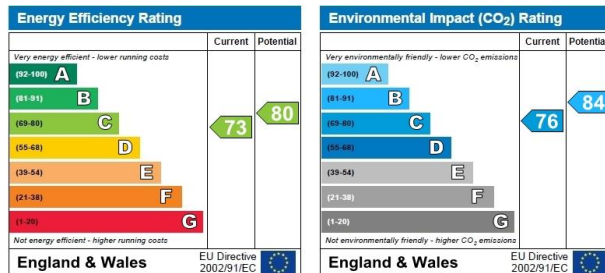 Energy Efficiency Rating
Current Potential
Very energy efficient - lower running costs
(92-100) A
(81-91) B
(69-80) C
(55-68) D
(39-54) E
(21-38) F
(1-20) G
73
80
Not energy efficient - higher running costs
England & Wales
EU Directive
2002/91/EC
Environmental Impact (CO₂) Rating
Current Potential
Very environmentally friendly - lower CO₂ emissions
(92-100) A
(81-91) B
(69-80) C
(55-68) D
(39-54) E
(21-38) F
(1-20) G
76
84
Not environmentally friendly - higher CO₂ emissions
England & Wales
EU Directive
2002/91/EC